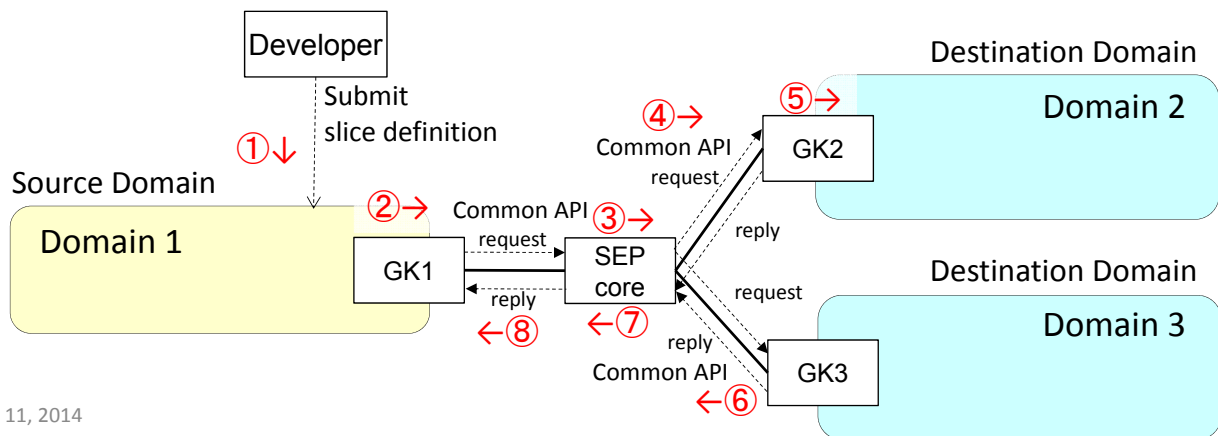 Developer
Submit
slice definition
①↓
Source Domain
Domain 1
②→
GK1
Common API
request
reply
←⑧
③→
SEP
core
←⑦
④→
Common API
request
reply
⑤→
GK2
Destination Domain
Domain 2
request
reply
Common API
←⑥
GK3
Destination Domain
Domain 3
11, 2014